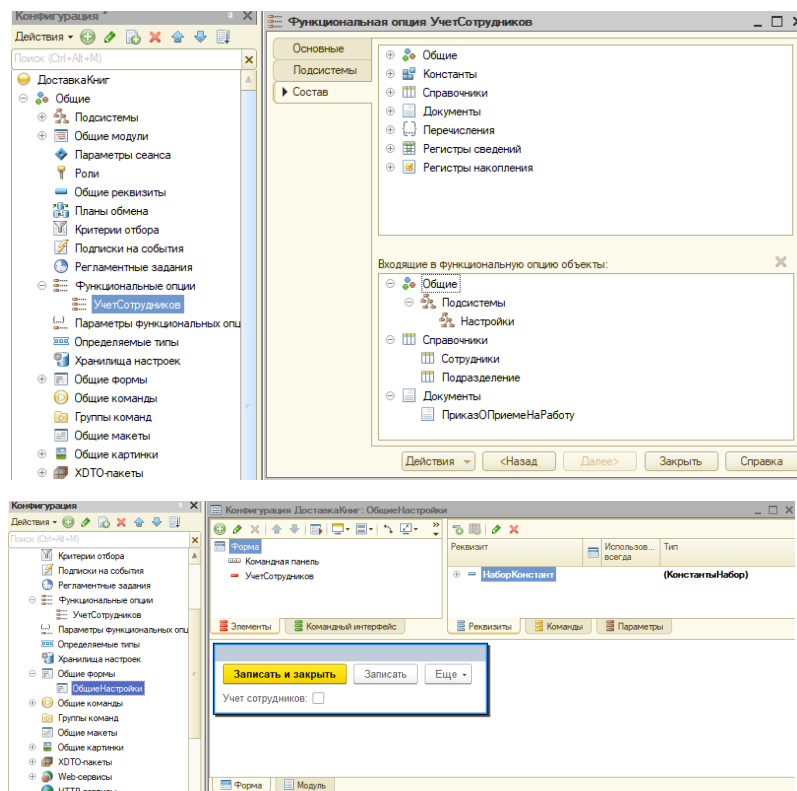 Конфигурация *
Действия
Поиск (Ctrl+Alt+M)
ДоставкаКниг
Общие
Подсистемы
Общие модули
Параметры сеанса
Роли
Общие реквизиты
Планы обмена
Критерии отбора
Подписки на события
Регламентные задания
Функциональные опции
УчетСотрудников
Параметры функциональных опц
Определяемые типы
Хранилища настроек
Общие формы
Общие команды
Группы команд
Общие макеты
Общие картинки
XDTO-пакеты
Функциональная опция УчетСотрудников
Основные
Подсистемы
Состав
Общие
Константы
Справочники
Документы
Перечисления
Регистры сведений
Регистры накопления
Входящие в функциональную опцию объекты:
Общие
Подсистемы
Настройки
Справочники
Сотрудники
Подразделение
Документы
ПриказОПриемеНаРаботу
Действия
<Назад
Далее>
Закрыть
Справка
Конфигурация
Действия
Поиск (Ctrl+Alt+M)
Критерии отбора
Подписки на события
Регламентные задания
Функциональные опции
УчетСотрудников
Параметры функциональных опц
Определяемые типы
Хранилища настроек
Общие формы
ОбщиеНастройки
Общие команды
Группы команд
Общие макеты
Общие картинки
XDTO-пакеты
Web-сервисы
HTTP-сервисы
Конфигурация ДоставкаКниг: ОбщиеНастройки
Форма
Командная панель
УчетСотрудников
Элементы
Командный интерфейс
Реквизит
Использов...
всегда
Тип
НаборКонстант
(КонстантыНабор)
Реквизиты
Команды
Параметры
Записать и закрыть
Записать
Еще
Учет сотрудников:
Форма
Модуль